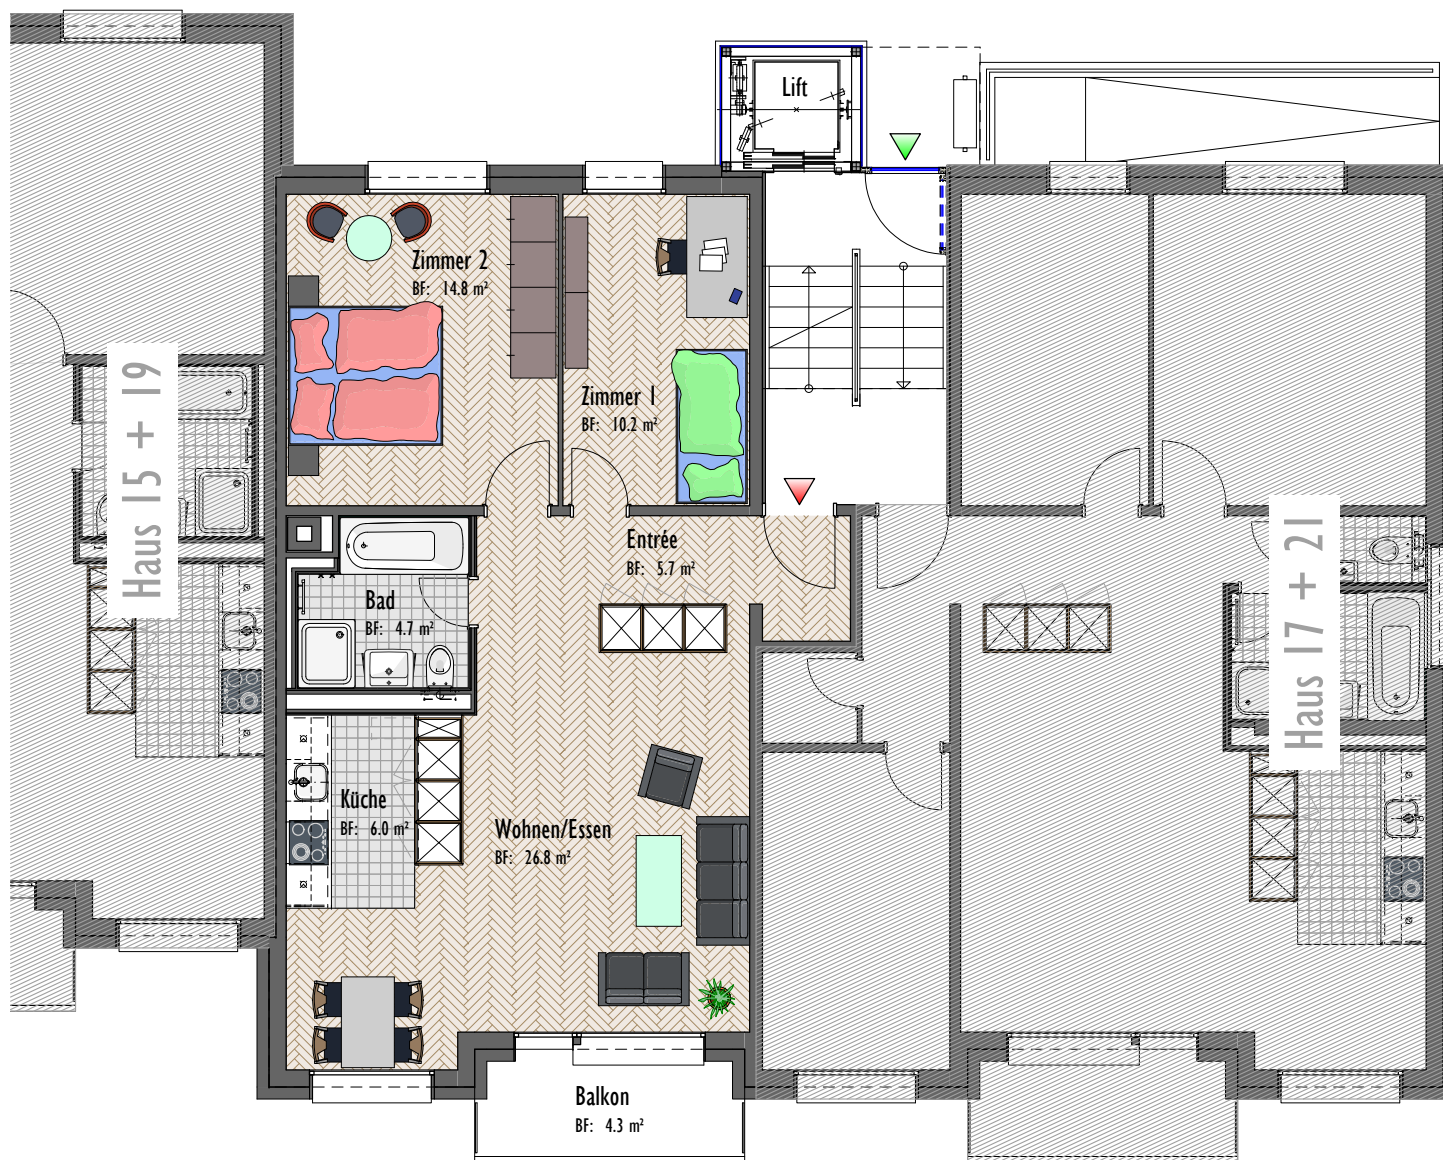 Lift
Zimmer 2
BF: 14.8 m²
Zimmer 1
BF: 10.2 m²
Haus 15 + 19
Entrée
BF: 5.7 m²
Bad
BF: 4.7 m²
Haus 17 + 21
Küche
BF: 6.0 m²
Wohnen/Essen
BF: 26.8 m²
Balkon
BF: 4.3 m²